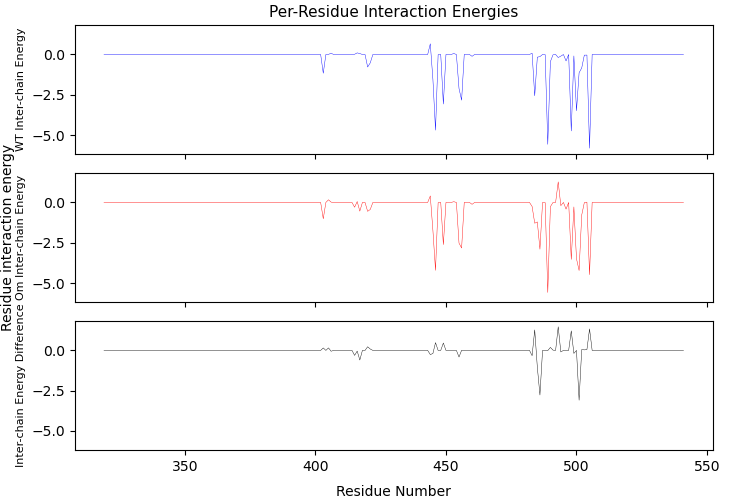 Per-Residue Interaction Energies
WT Inter-chain Energy
0.0
−2.5
−5.0
Residue interaction energy
Om Inter-chain Energy
0.0
−2.5
−5.0
Inter-chain Energy Difference
0.0
−2.5
−5.0
350
400
450
500
550
Residue Number